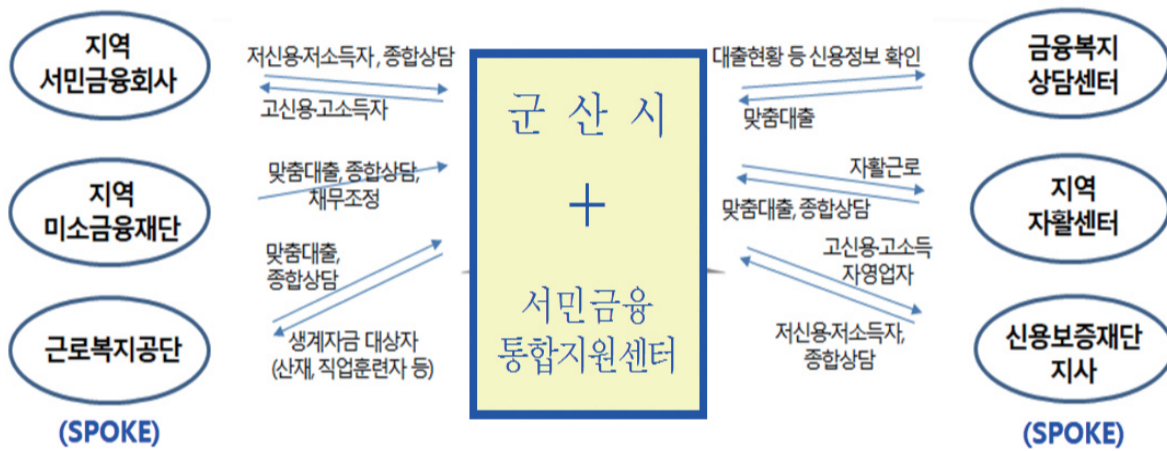 지역
서민금융회사
저신용·저소득자, 종합상담
고신용·고소득자
지역
미소금융재단
맞춤대출, 종합상담,
채무조정
근로복지공단
맞춤대출,
종합상담
생계자금 대상자
(산재, 직업훈련자 등)
(SPOKE)
군 산 시
+
서민금융
통합지원센터
대출현황 등 신용정보 확인
맞춤대출
금융복지
상담센터
자활근로
맞춤대출, 종합상담
지역
자활센터
고신용·고소득
자영업자
저신용·저소득자,
종합상담
신용보증재단
지사
(SPOKE)